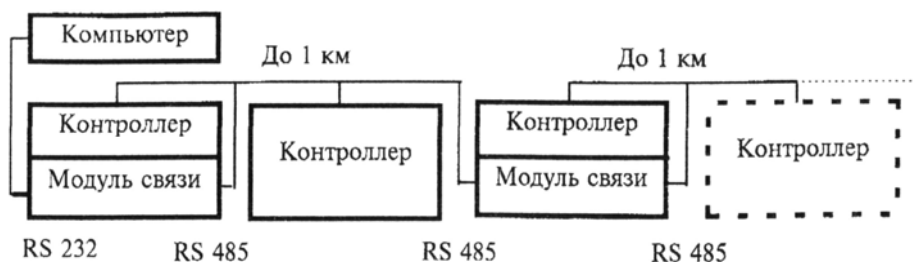 Компьютер
До 1 км
До 1 км
Контроллер
Модуль связи
Контроллер
Контроллер
Модуль связи
Контроллер
RS 232
RS 485
RS 485
RS 485